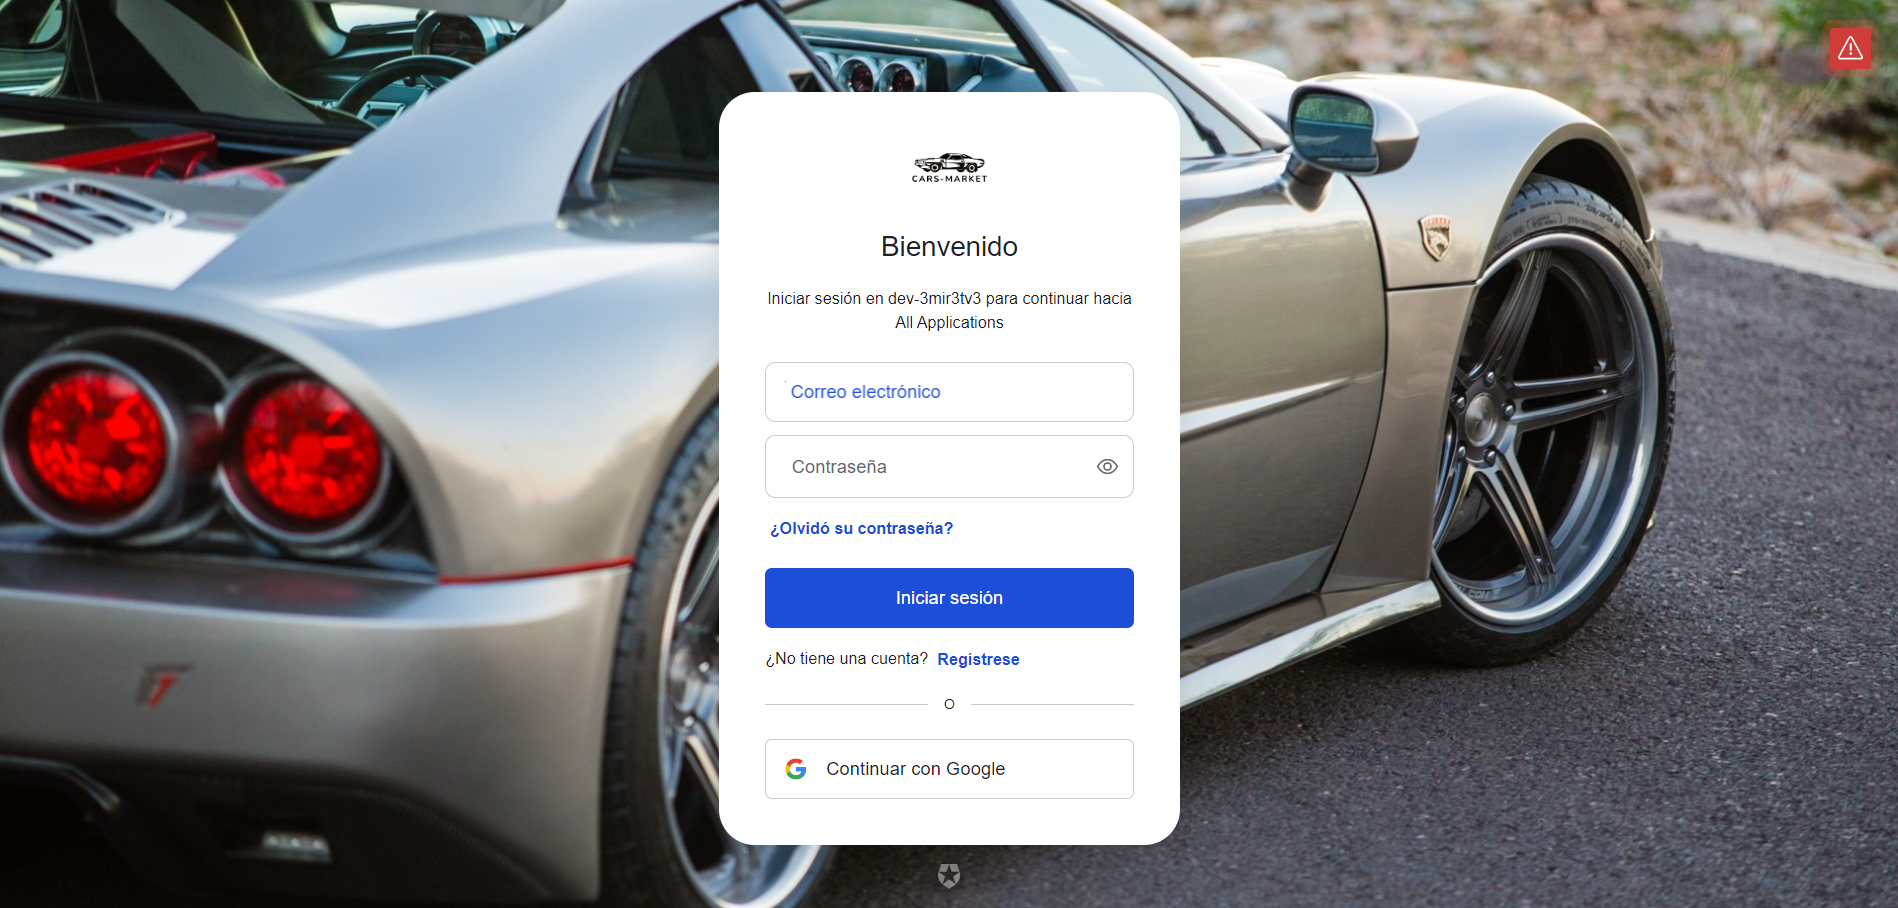 CARS-MARKET
Bienvenido
Iniciar sesión en dev-3mir3tv3 para continuar hacia
All Applications
Correo electrónico
Contraseña
¿Olvidó su contraseña?
Iniciar sesión
¿No tiene una cuenta? Regístrese
O
Continuar con Google